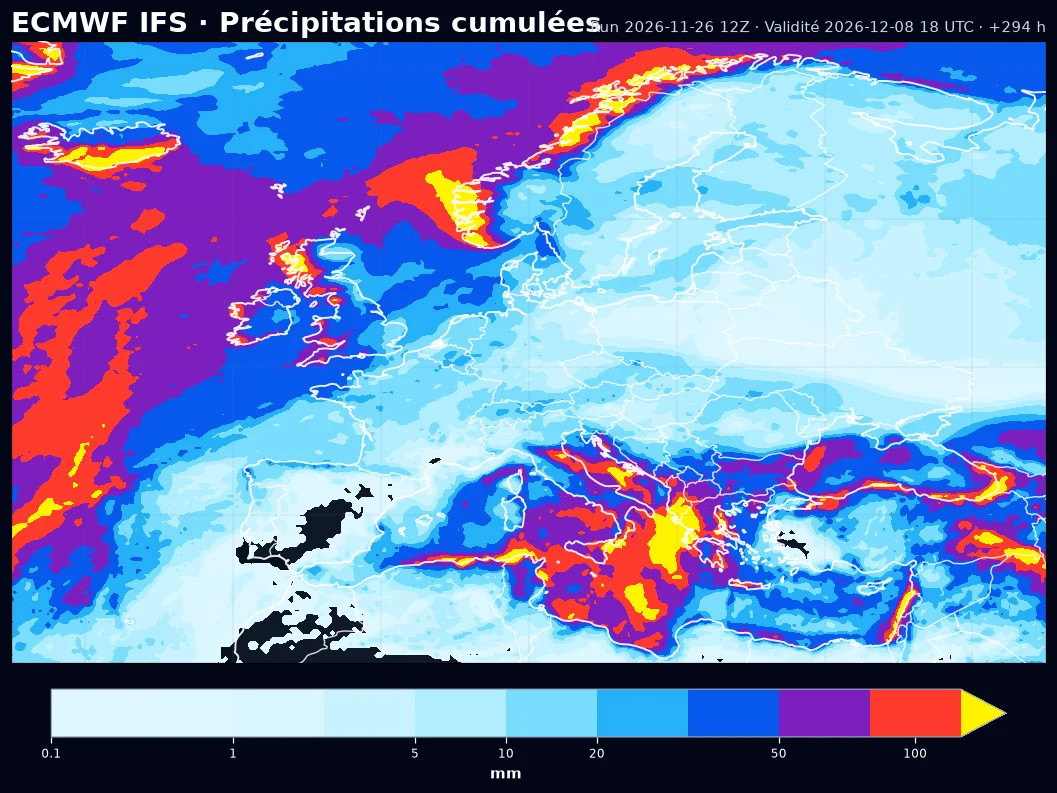 ECMWF IFS · Précipitations cumulées
Run 2026-11-26 12Z · Validité 2026-12-08 18 UTC · +294 h
0.1 1 5 10 20 50 100
mm